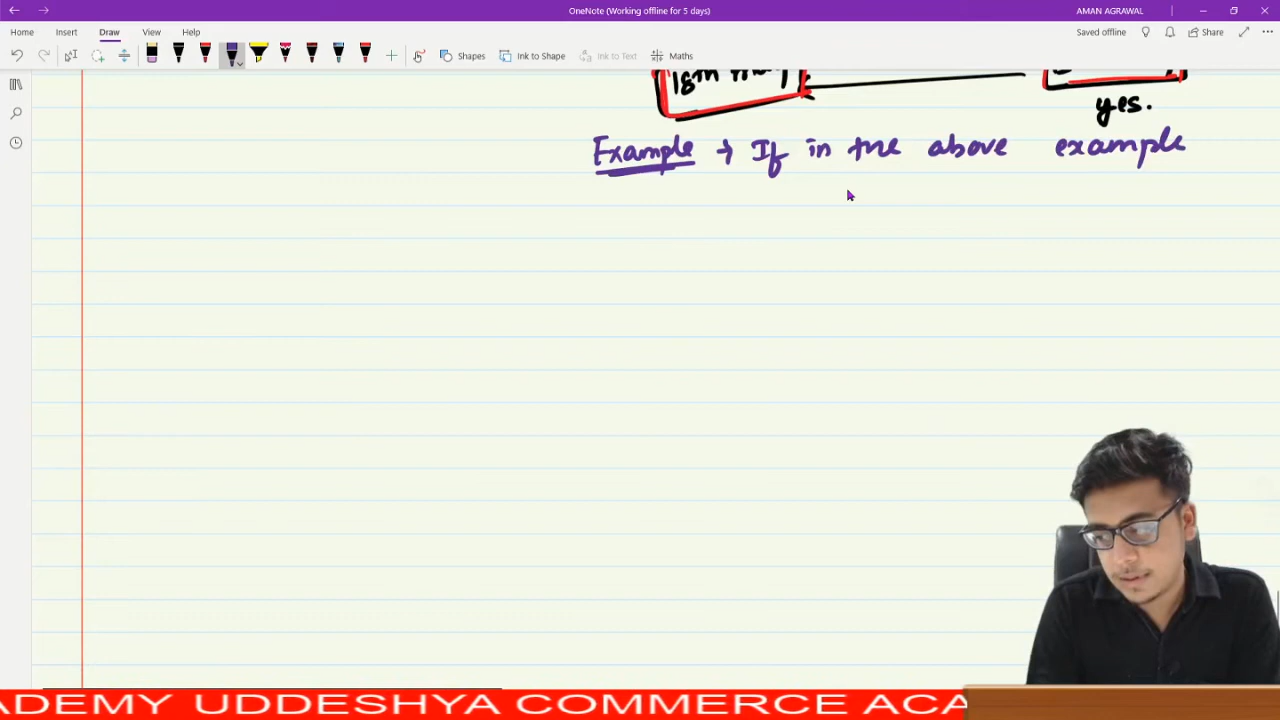 OneNote (Working offline for 5 days)
AMAN AGRAWAL
Home Insert Draw View Help
Saved offline
Share
Shapes
Ink to Shape
Ink to Text
Maths
18th
yes.
Example → If in the above example
ADEMY UDDESHYA COMMERCE ACA